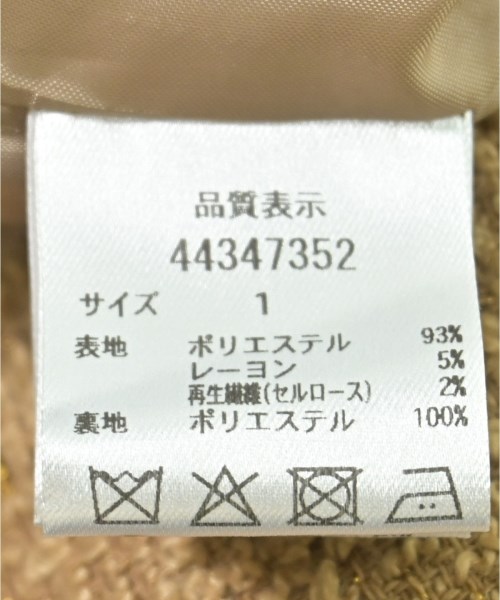 品質表示
44347352
サイズ 1
表地 ポリエステル 93%
レーヨン 5%
再生繊維(セルロース) 2%
裏地 ポリエステル 100%